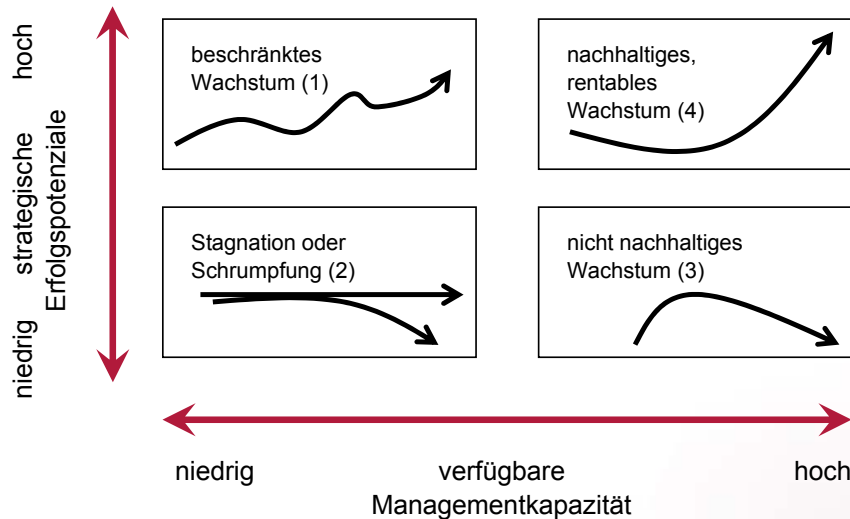 hoch
strategische
Erfolgspotenziale
niedrig
beschränktes
Wachstum (1)
nachhaltiges,
rentables
Wachstum (4)
Stagnation oder
Schrumpfung (2)
nicht nachhaltiges
Wachstum (3)
niedrig
verfügbare
hoch
Managementkapazität